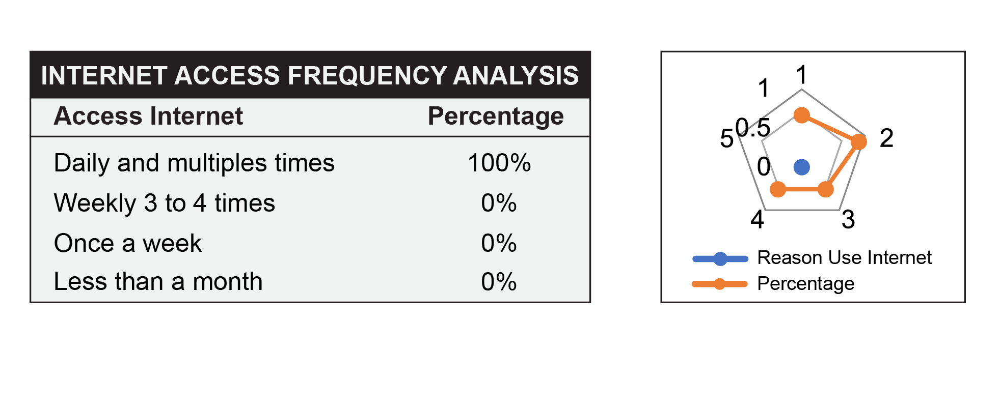 INTERNET ACCESS FREQUENCY ANALYSIS
Access Internet Percentage
Daily and multiples times 100%
Weekly 3 to 4 times 0%
Once a week 0%
Less than a month 0%
1
1
0.5
5
2
0
4
3
Reason Use Internet
Percentage